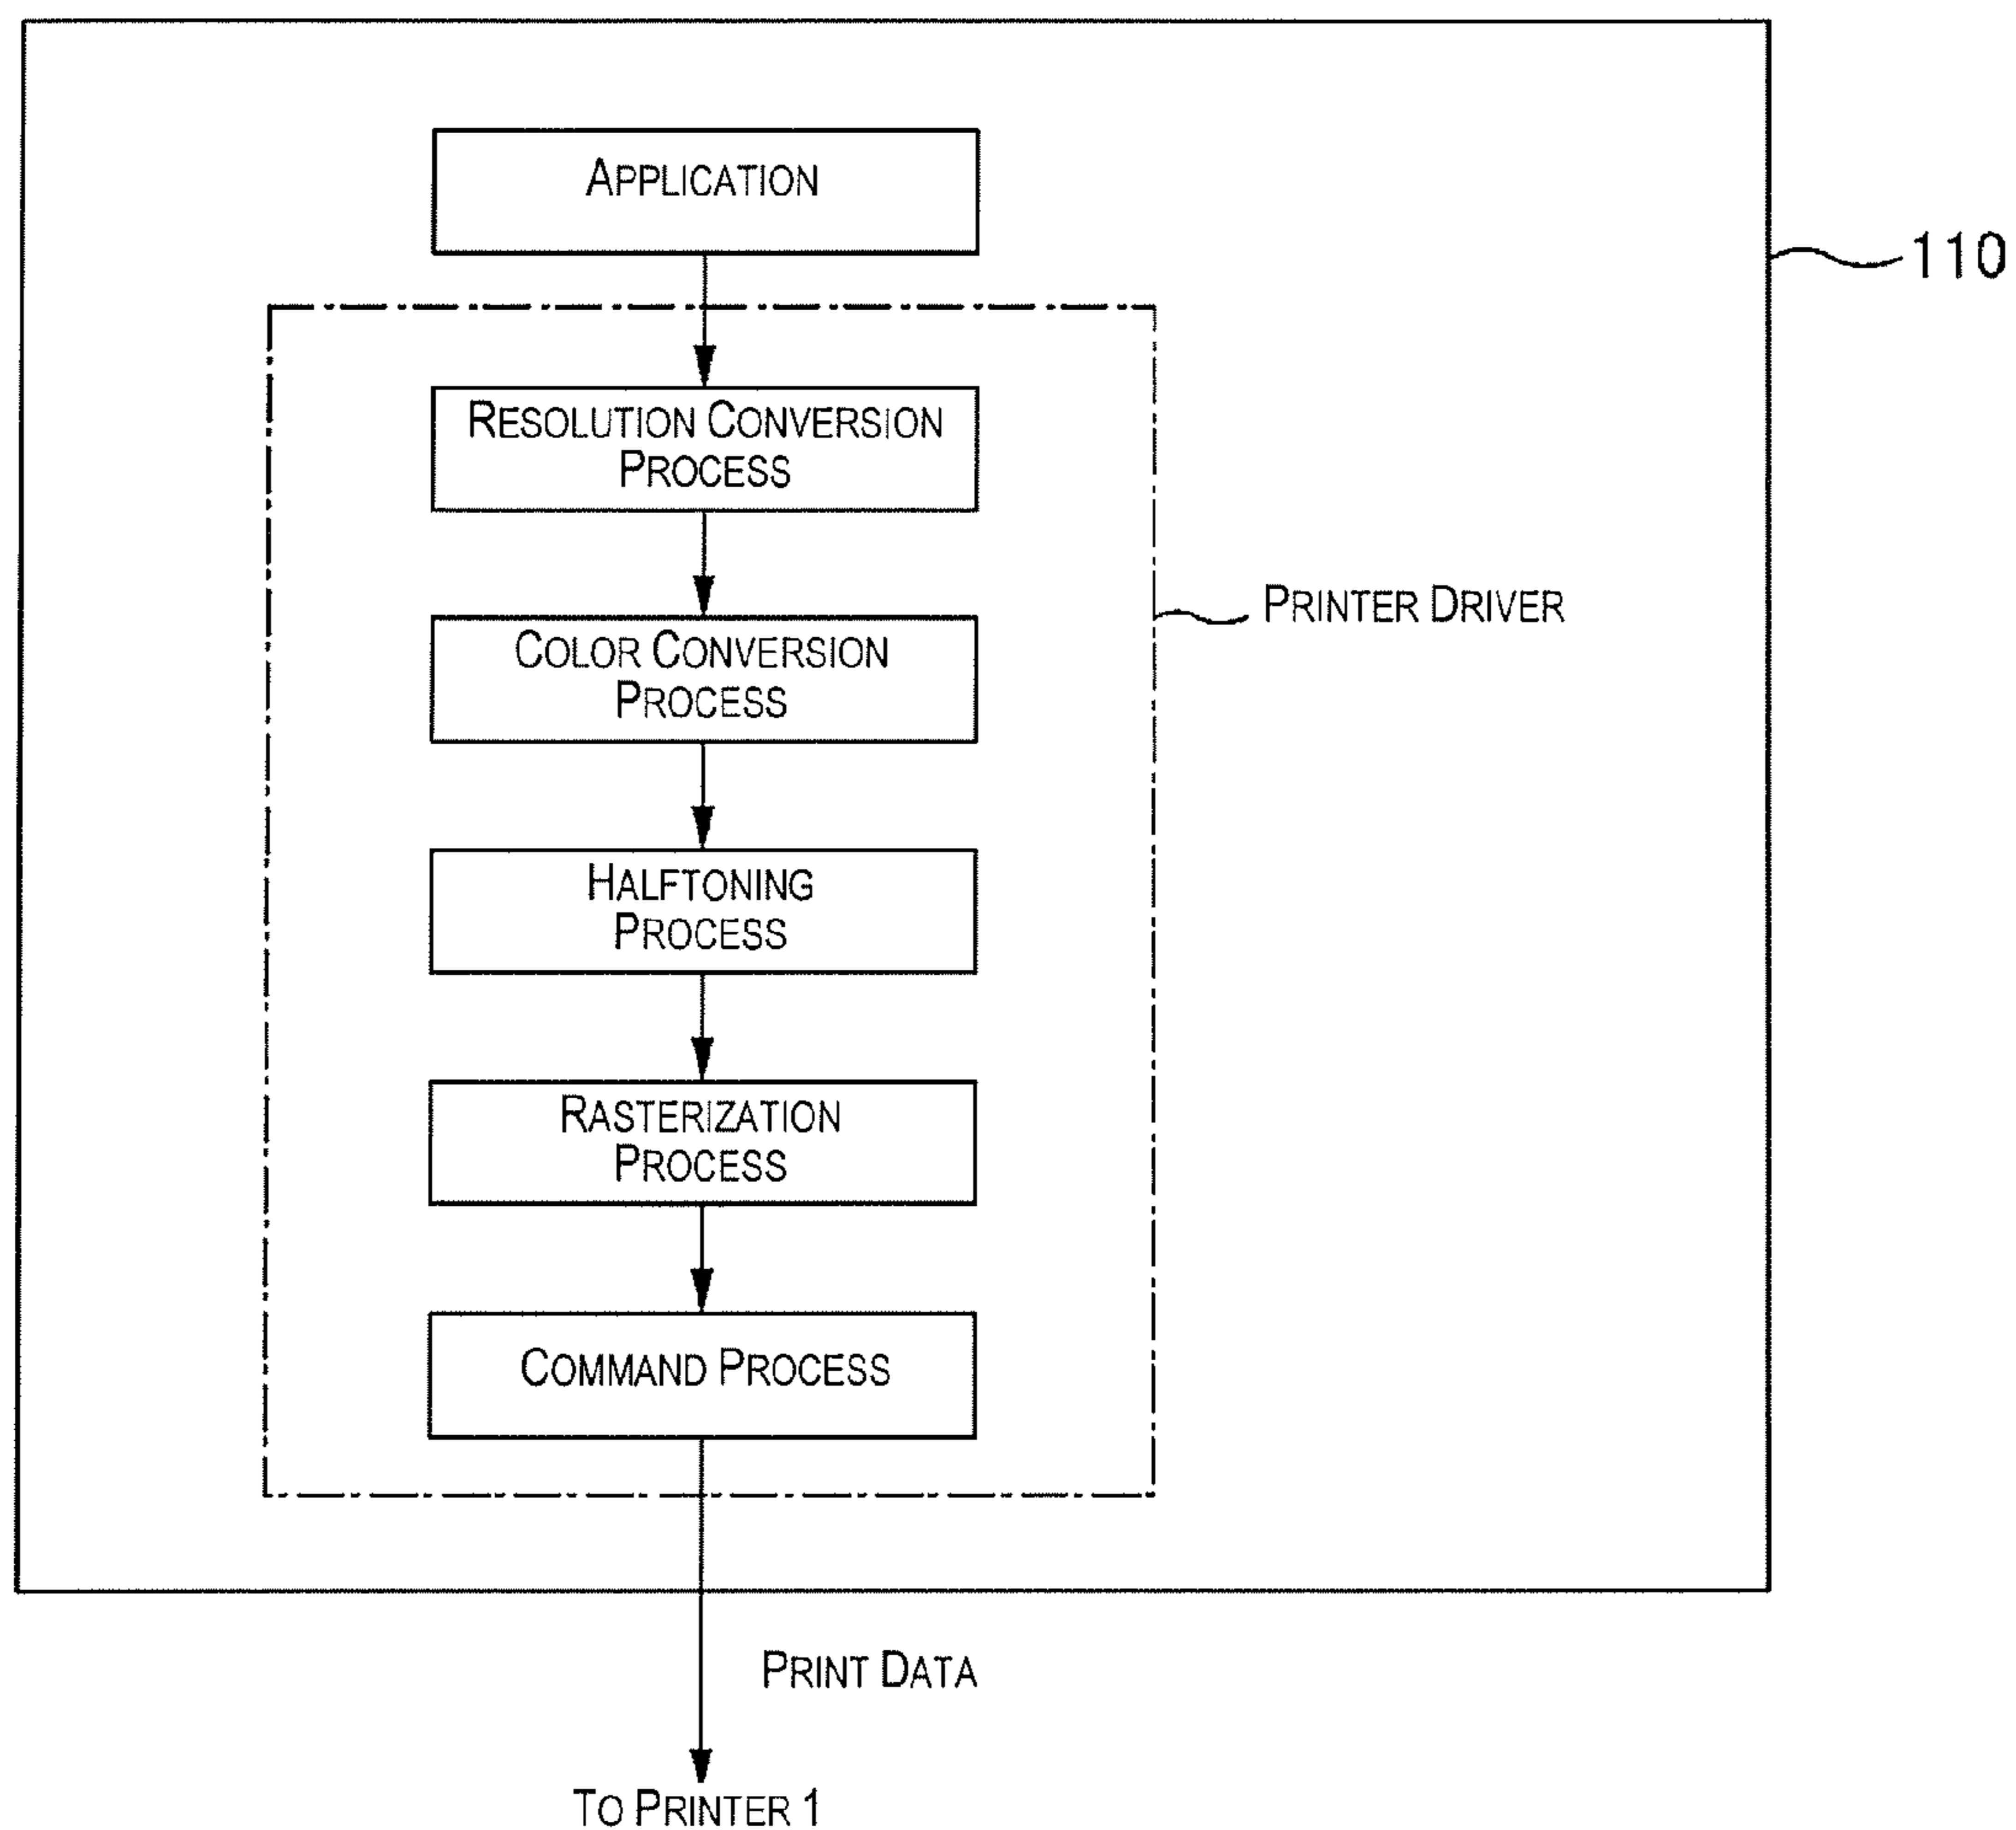 APPLICATION
110
RESOLUTION CONVERSION
PROCESS
PRINTER DRIVER
COLOR CONVERSION
PROCESS
HALFTONING
PROCESS
RASTERIZATION
PROCESS
COMMAND PROCESS
PRINT DATA
TO PRINTER 1